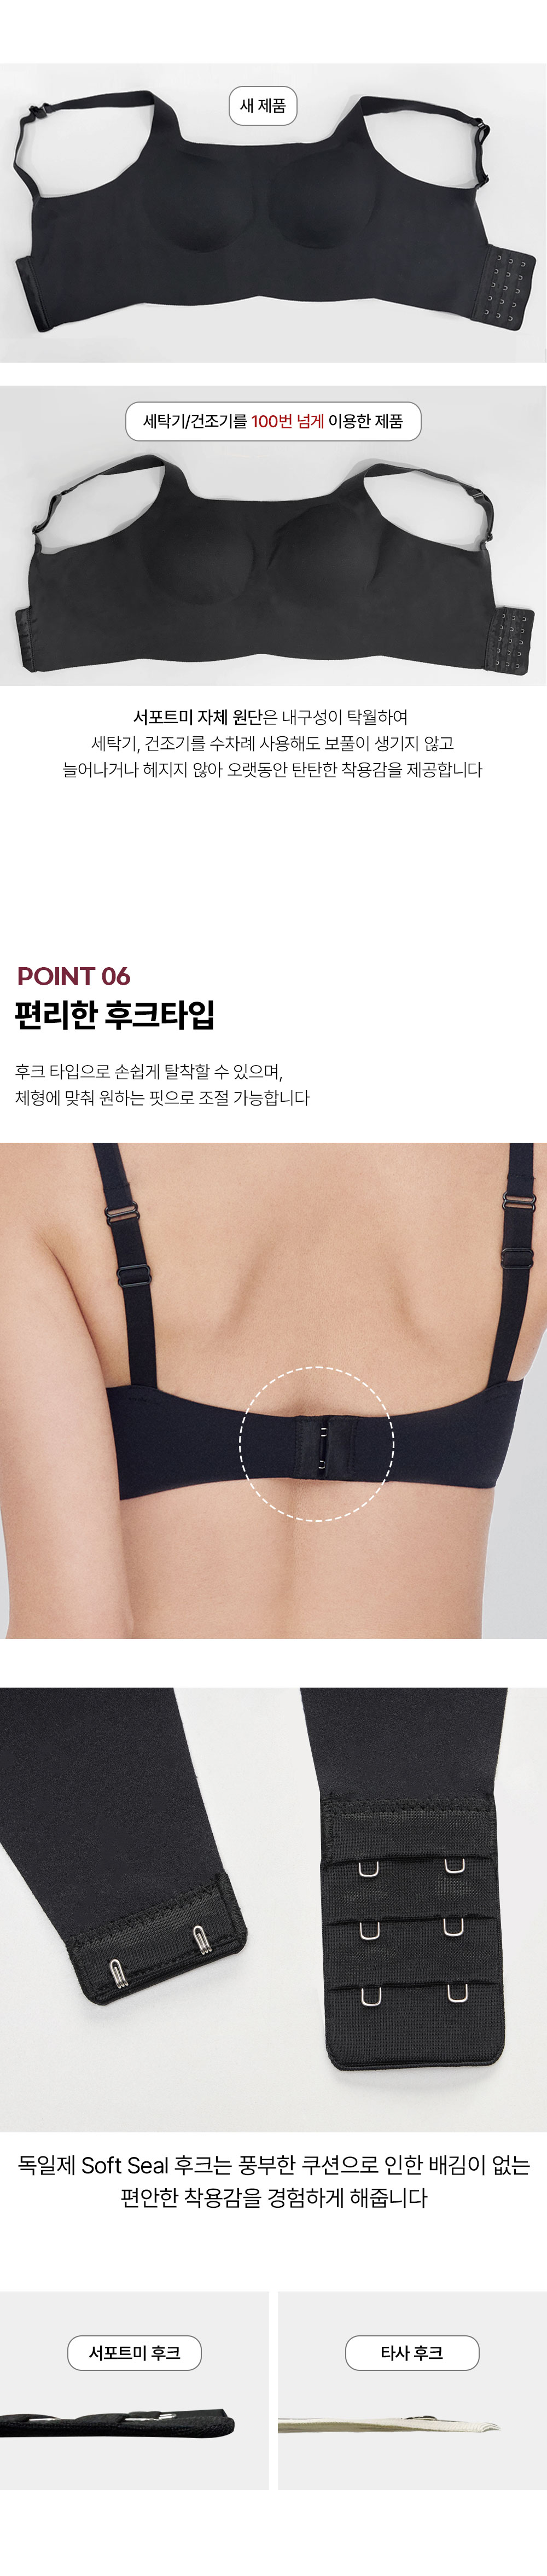 새 제품
세탁기/건조기를 100번 넘게 이용한 제품
서포트미 자체 원단은 내구성이 탁월하여
세탁기, 건조기를 수차례 사용해도 보풀이 생기지 않고
늘어나거나 헤지지 않아 오랫동안 탄탄한 착용감을 제공합니다
POINT 06
편리한 후크타입
후크 타입으로 손쉽게 탈착할 수 있으며,
체형에 맞춰 원하는 핏으로 조절 가능합니다
독일제 Soft Seal 후크는 풍부한 쿠션으로 인한 배김이 없는
편안한 착용감을 경험하게 해줍니다
서포트미 후크
타사 후크